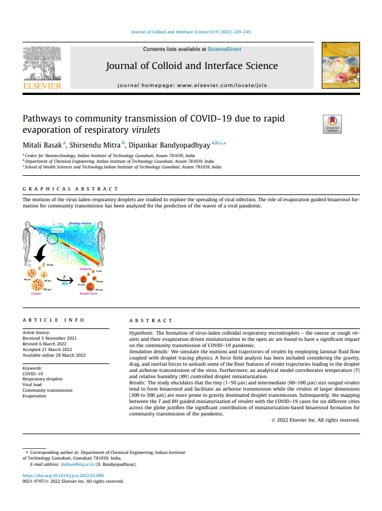 Journal of Colloid and Interface Science 619 (2022) 229–245
Contents lists available at ScienceDirect
Journal of Colloid and Interface Science
journal homepage: www.elsevier.com/locate/jcis
ELSEVIER
Pathways to community transmission of COVID–19 due to rapid
evaporation of respiratory virulets
Mitali Basak a, Shirsendu Mitra b, Dipankar Bandyopadhyay a,b,c,*
a Centre for Nanotechnology, Indian Institute of Technology Guwahati, Assam 781039, India
b Department of Chemical Engineering, Indian Institute of Technology Guwahati, Assam 781039, India
c School of Health Sciences and Technology, Indian Institute of Technology Guwahati, Assam 781039, India
GRAPHICAL ABSTRACT
The motions of the virus laden respiratory droplets are studied to explore the spreading of viral infection. The role of evaporation guided bioaerosol for-
mation for community transmission has been analyzed for the prediction of the waves of a viral pandemic.
ARTICLE INFO
Article history:
Received 5 November 2021
Revised 6 March 2022
Accepted 21 March 2022
Available online 28 March 2022
Keywords:
COVID–19
Respiratory droplets
Viral load
Community transmission
Evaporation
ABSTRACT
Hypothesis: The formation of virus-laden colloidal respiratory microdroplets – the sneeze or cough vir-
ulets and their evaporation driven miniaturization in the open air are found to have a significant impact
on the community transmission of COVID–19 pandemic.
Simulation details: We simulate the motions and trajectories of virulets by employing laminar fluid flow
coupled with droplet tracing physics. A force field analysis has been included considering the gravity,
drag, and inertial forces to unleash some of the finer features of virulet trajectories leading to the droplet
and airborne transmissions of the virus. Furthermore, an analytical model corroborates temperature (T)
and relative humidity (RH) controlled droplet miniaturization.
Results: The study elucidates that the tiny (1–50 μm) and intermediate (60–100 μm) size ranged virulets
tend to form bioaerosol and facilitate an airborne transmission while the virulets of larger dimensions
(300 to 500 μm) are more prone to gravity dominated droplet transmission. Subsequently, the mapping
between the T and RH guided miniaturization of virulets with the COVID–19 cases for six different cities
across the globe justifies the significant contribution of miniaturization-based bioaerosol formation for
community transmission of the pandemic.
© 2022 Elsevier Inc. All rights reserved.
* Corresponding author at: Department of Chemical Engineering, Indian Institute
of Technology Guwahati, Guwahati 781039, India.
E-mail address: dipban@iitg.ac.in (D. Bandyopadhyay).
https://doi.org/10.1016/j.jcis.2022.03.098
0021-9797/© 2022 Elsevier Inc. All rights reserved.